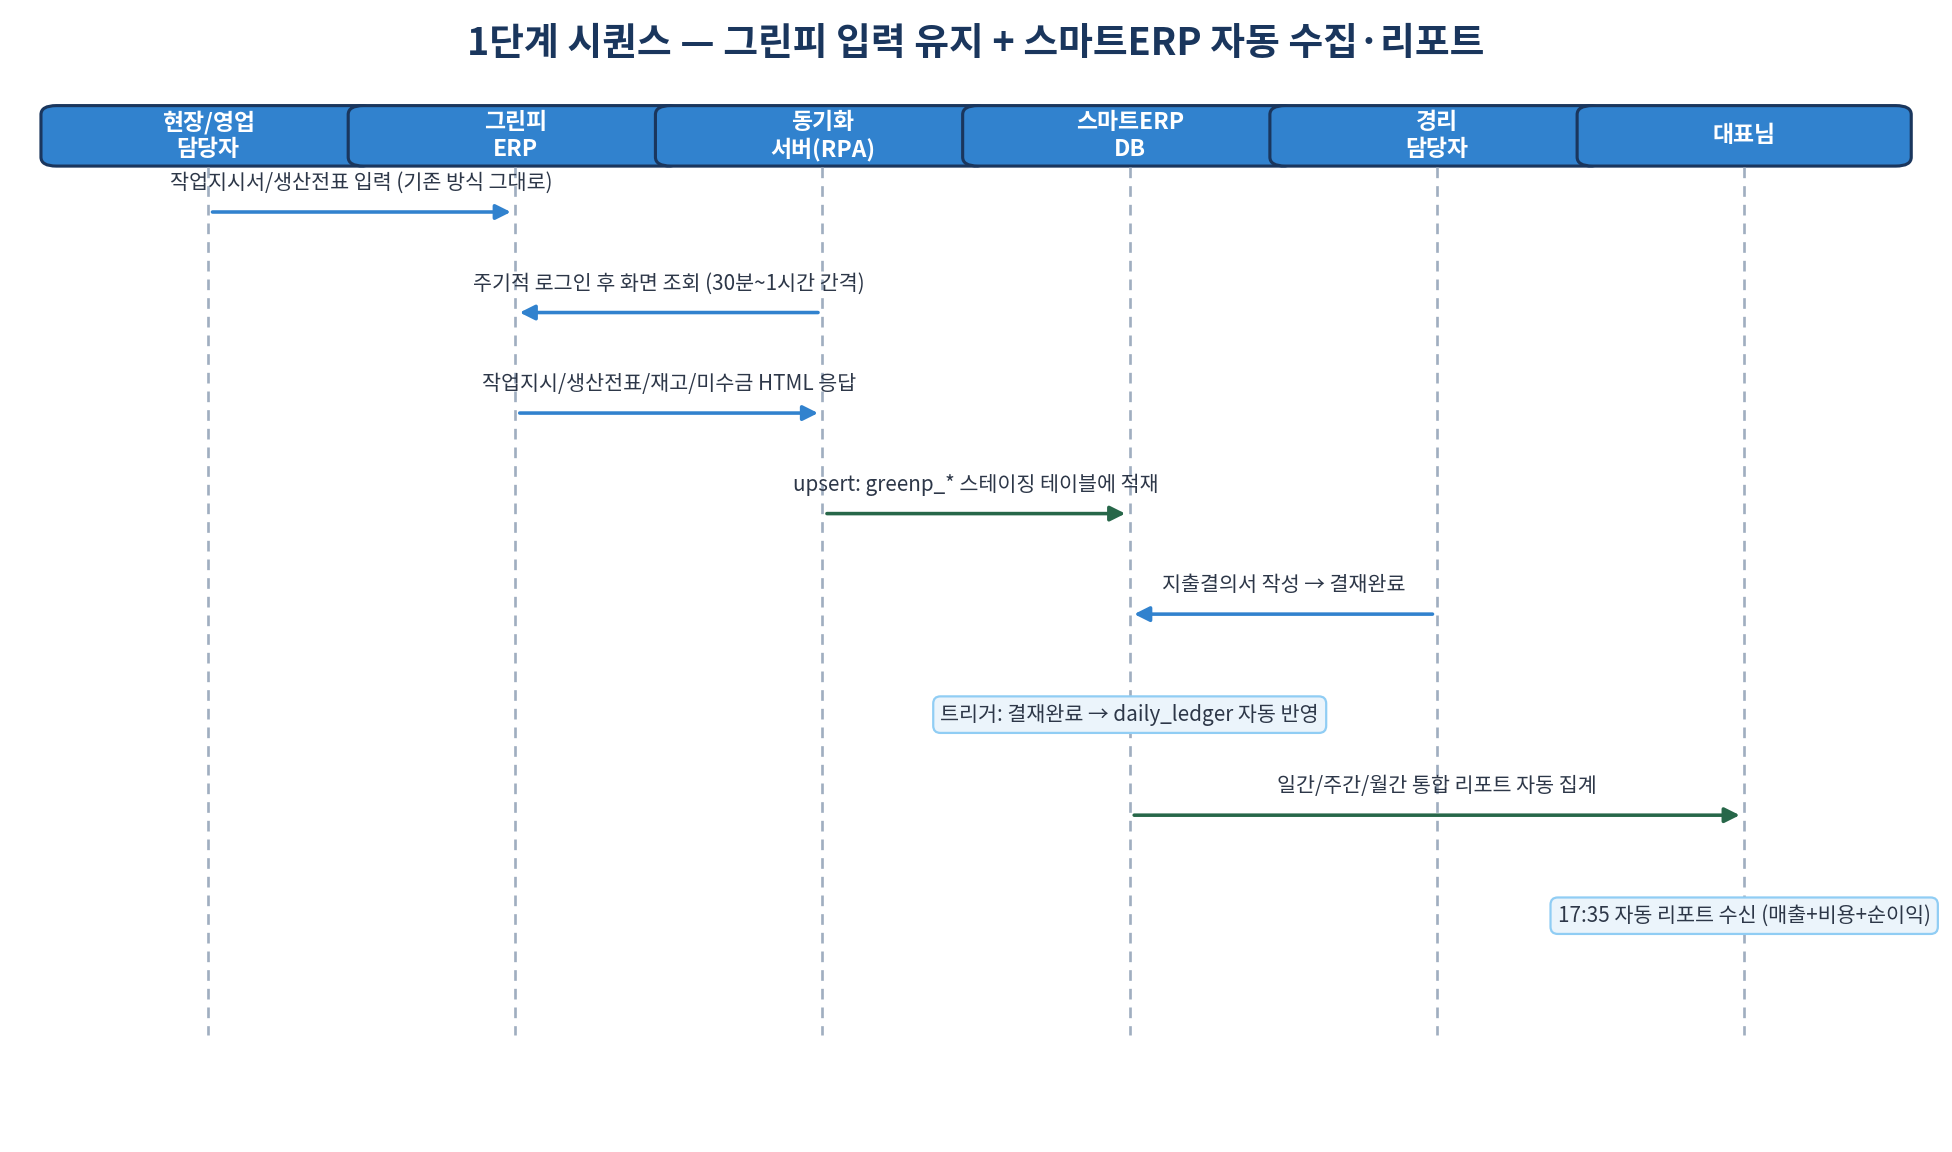 1단계 시퀀스 — 그린피 입력 유지 + 스마트ERP 자동 수집·리포트
현장/영업
담당자
그린피
ERP
동기화
서버(RPA)
스마트ERP
DB
경리
담당자
대표님
작업지시서/생산전표 입력 (기존 방식 그대로)
주기적 로그인 후 화면 조회 (30분~1시간 간격)
작업지시/생산전표/재고/미수금 HTML 응답
upsert: greenp_* 스테이징 테이블에 적재
지출결의서 작성 → 결재완료
트리거: 결재완료 → daily_ledger 자동 반영
일간/주간/월간 통합 리포트 자동 집계
17:35 자동 리포트 수신 (매출+비용+순이익)